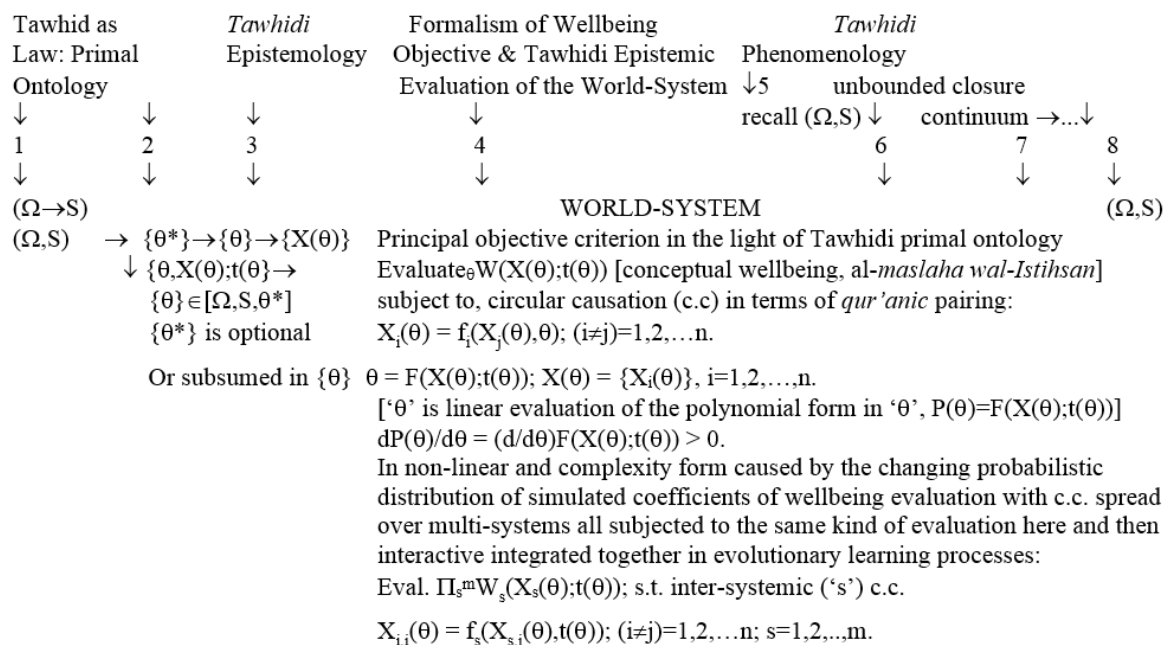 Tawhid as Tawhidi Formalism of Wellbeing Tawhidi
Law: Primal Epistemology Objective & Tawhidi Epistemic Phenomenology
Ontology Evaluation of the World-System ↓5 unbounded closure
↓ ↓ ↓ ↓ recall (Ω,S) ↓ continuum →...↓
1 2 3 4 6 7 8
↓ ↓ ↓ ↓ ↓ ↓ ↓
(Ω→S) WORLD-SYSTEM (Ω,S)
(Ω,S) → {θ*}→{θ}→{X(θ)} Principal objective criterion in the light of Tawhidi primal ontology
↓ {θ,X(θ);t(θ}→ Evaluateθ W(X(θ);t(θ)) [conceptual wellbeing, al-maslaha wal-Istihsan]
{θ}∈[Ω,S,θ*] subject to, circular causation (c.c) in terms of qur’anic pairing:
{θ*} is optional Xi(θ) = fi(Xj(θ),θ); (i≠j)=1,2,…n.
Or subsumed in {θ} θ = F(X(θ);t(θ)); X(θ) = {Xi(θ)}, i=1,2,…,n.
[‘θ’ is linear evaluation of the polynomial form in ‘θ’, P(θ)=F(X(θ);t(θ))]
dP(θ)/dθ = (d/dθ)F(X(θ);t(θ)) > 0.
In non-linear and complexity form caused by the changing probabilistic
distribution of simulated coefficients of wellbeing evaluation with c.c. spread
over multi-systems all subjected to the same kind of evaluation here and then
interactive integrated together in evolutionary learning processes:
Eval. Πsᵐ Ws(Xs(θ);t(θ)); s.t. inter-systemic (‘s’) c.c.
Xi,i(θ) = fs(Xs,i(θ),t(θ)); (i≠j)=1,2,…n; s=1,2,..,m.